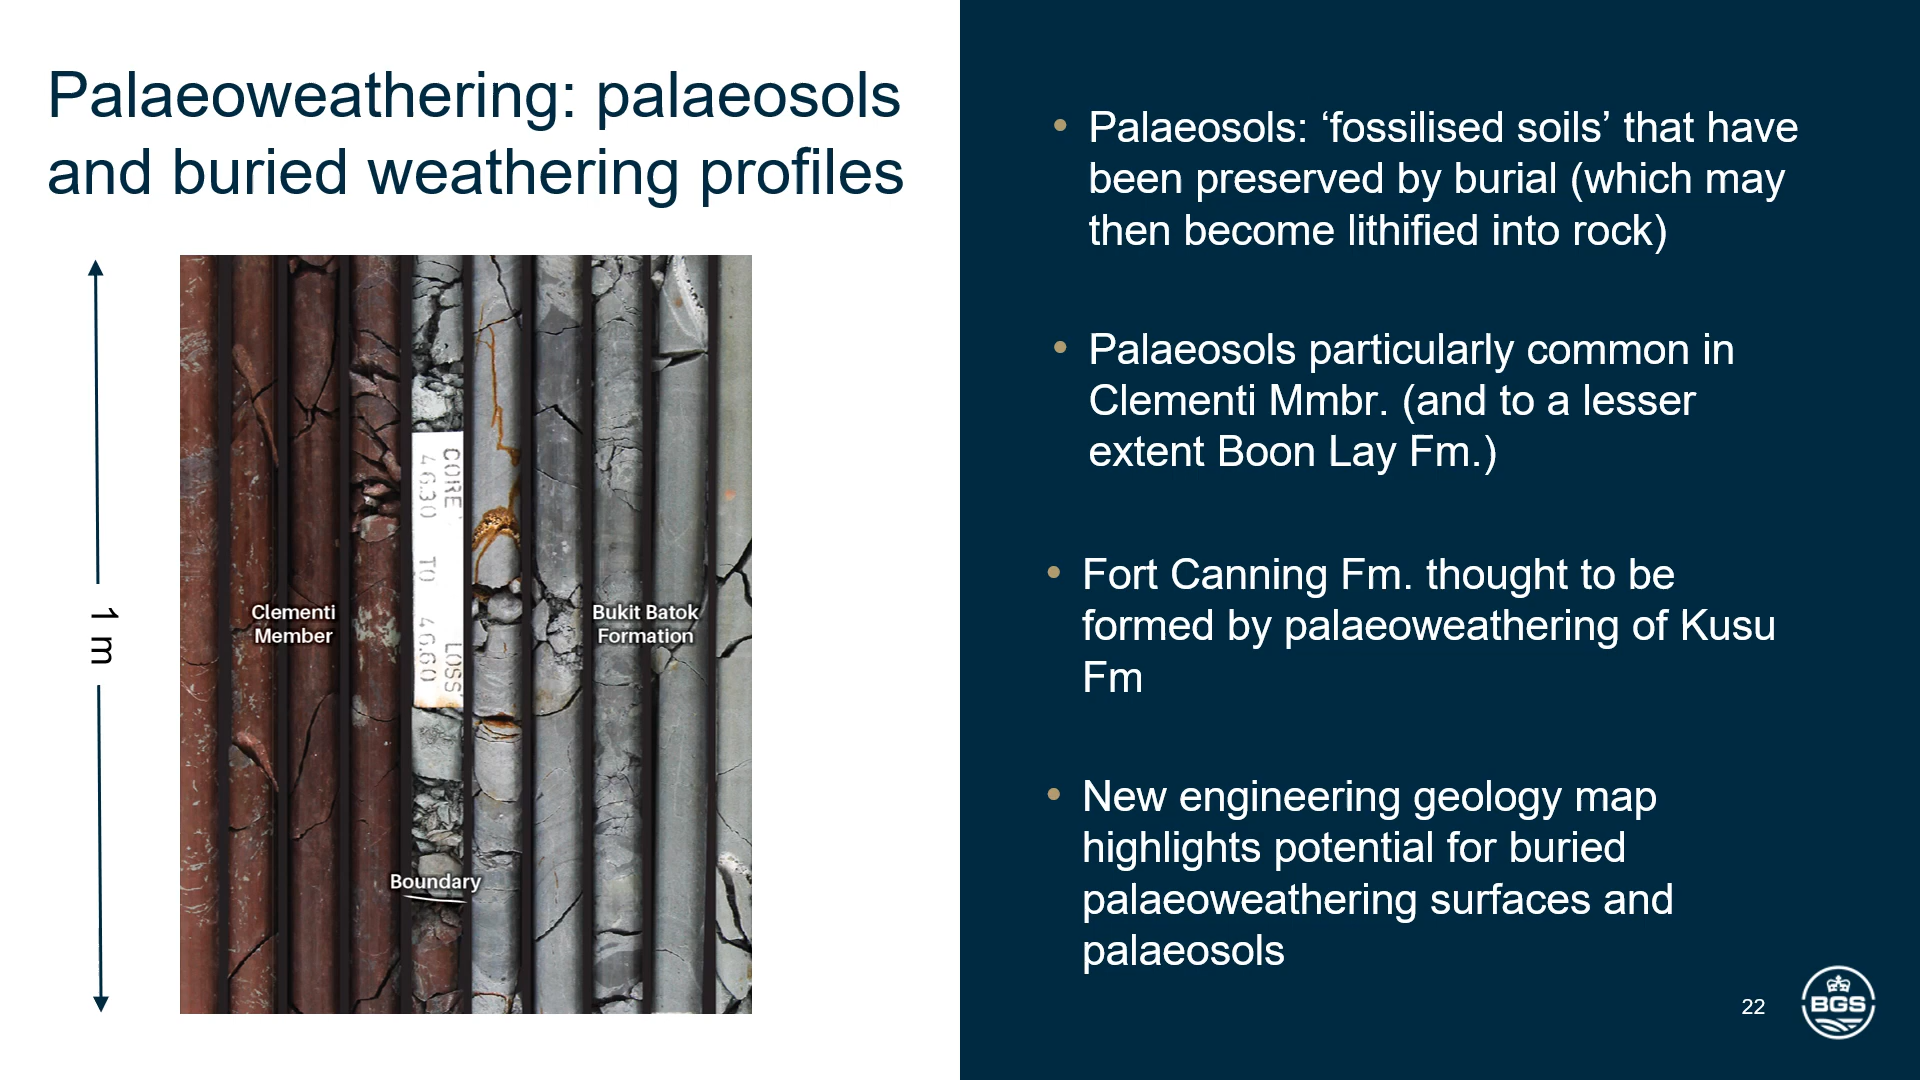 Palaeoweathering: palaeosols
and buried weathering profiles
1 m
CORE LOSS
46.30 TO 46.60
Clementi
Member
Bukit Batok
Formation
Boundary
• Palaeosols: ‘fossilised soils’ that have
been preserved by burial (which may
then become lithified into rock)
• Palaeosols particularly common in
Clementi Mmbr. (and to a lesser
extent Boon Lay Fm.)
• Fort Canning Fm. thought to be
formed by palaeoweathering of Kusu
Fm
• New engineering geology map
highlights potential for buried
palaeoweathering surfaces and
palaeosols
22
BGS